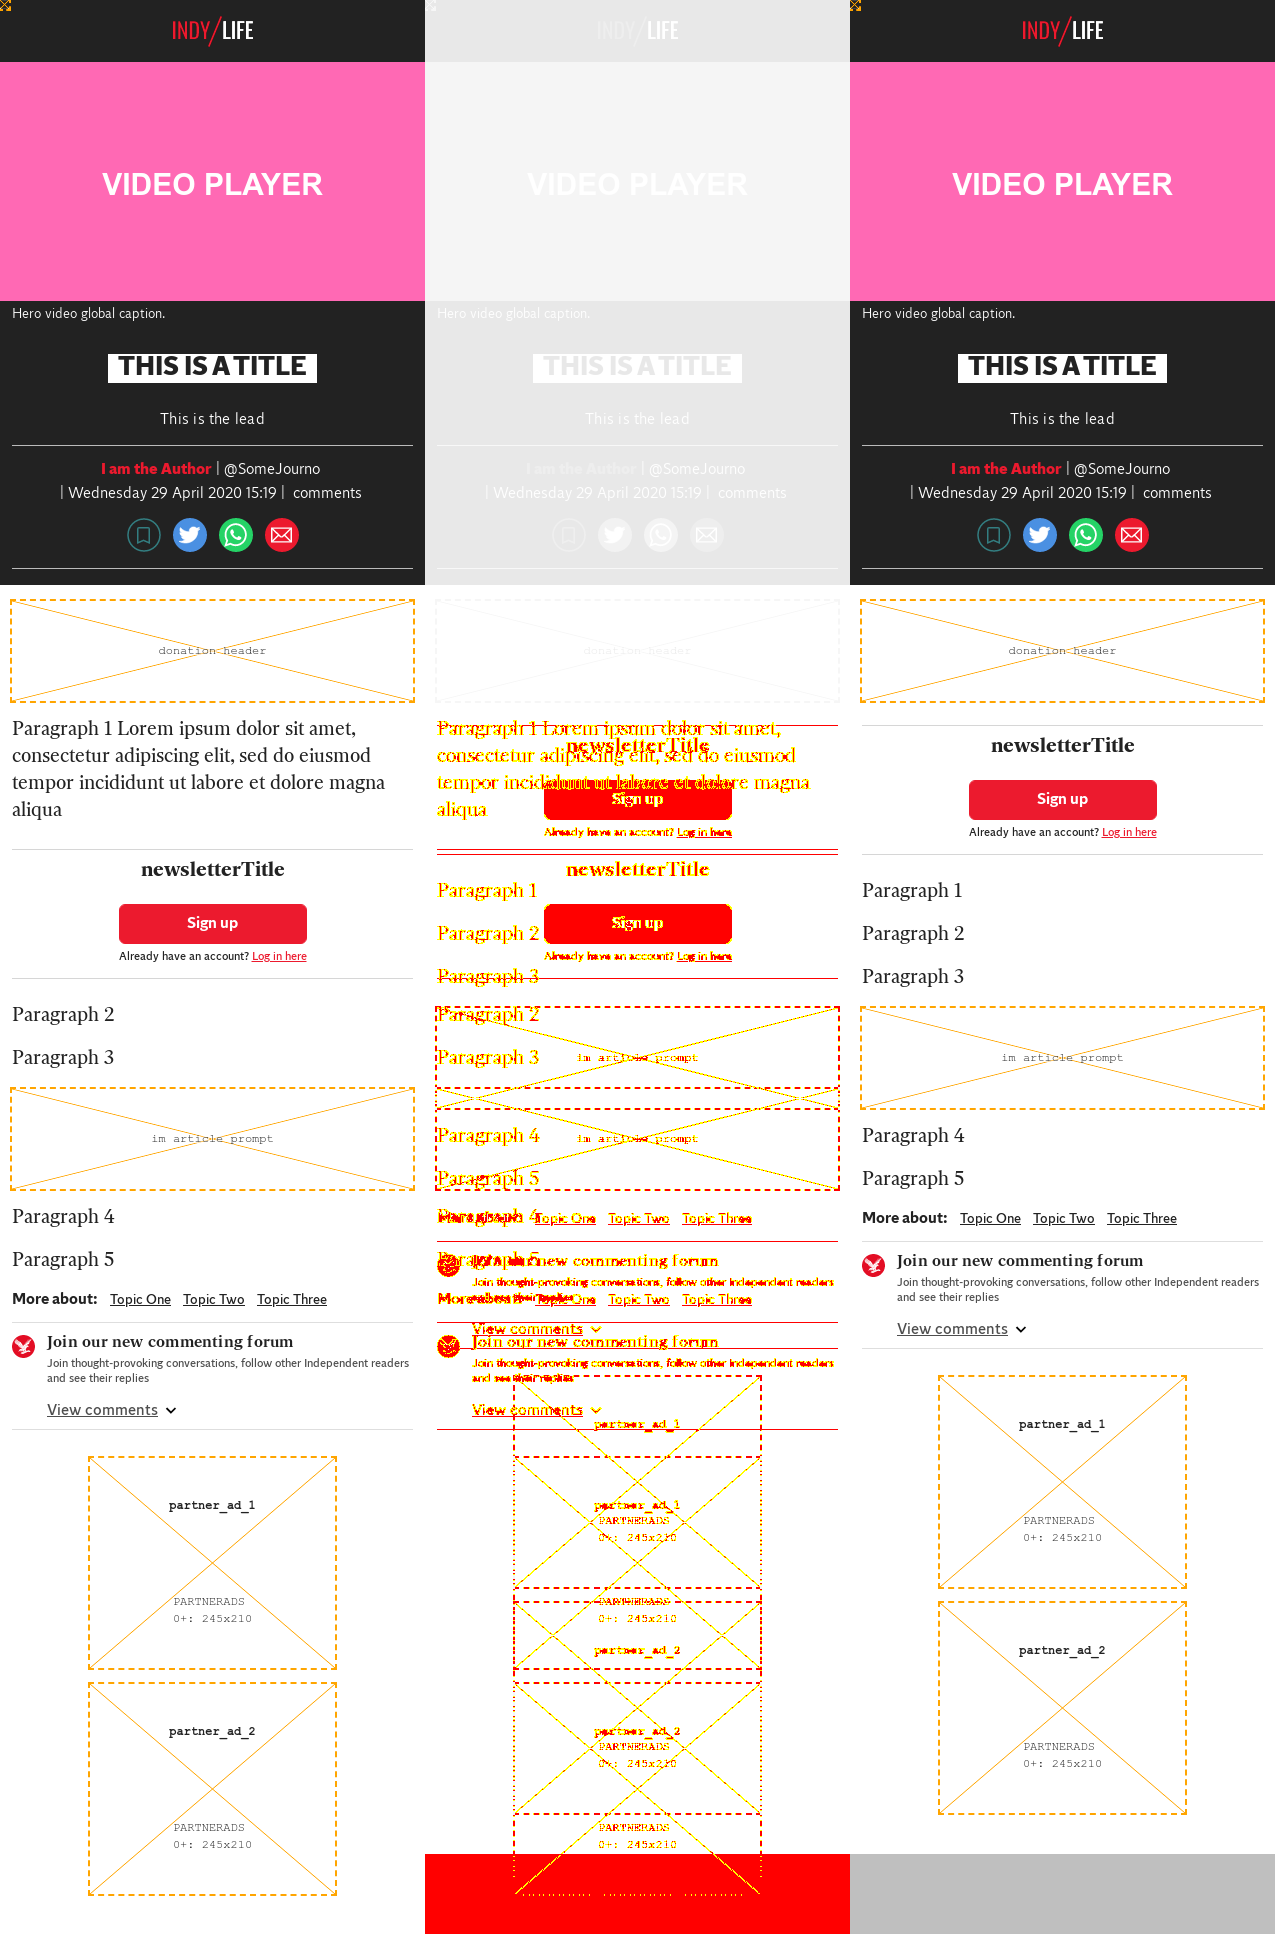 INDY/LIFE
VIDEO PLAYER
Hero video global caption.
THIS IS A TITLE
This is the lead
I am the Author | @SomeJourno
| Wednesday 29 April 2020 15:19 | comments
donation header
Paragraph 1 Lorem ipsum dolor sit amet,
consectetur adipiscing elit, sed do eiusmod
tempor incididunt ut labore et dolore magna
aliqua
newsletterTitle
Sign up
Already have an account? Log in here
Paragraph 2
Paragraph 3
im article prompt
Paragraph 4
Paragraph 5
More about: Topic One Topic Two Topic Three
Join our new commenting forum
Join thought-provoking conversations, follow other Independent readers
and see their replies
View comments
partner_ad_1
PARTNERADS
0+: 245x210
partner_ad_2
PARTNERADS
0+: 245x210
INDY/LIFE
VIDEO PLAYER
Hero video global caption.
THIS IS A TITLE
This is the lead
I am the Author | @SomeJourno
| Wednesday 29 April 2020 15:19 | comments
donation header
Paragraph 1 Lorem ipsum dolor sit amet,
newsletterTitle
consectetur adipiscing elit, sed do eiusmod
tempor incididunt ut labore et dolore magna
Sign up
aliqua
Already have an account? Log in here
newsletterTitle
Paragraph 1
Sign up
Paragraph 2
Already have an account? Log in here
Paragraph 3
Paragraph 2
Paragraph 3
im article prompt
Paragraph 4
im article prompt
Paragraph 5
Paragraph 4
Topic One Topic Two Topic Three
Paragraph 5
new commenting forum
Join thought-provoking conversations, follow other Independent readers
More about: Topic One Topic Two Topic Three
View comments
Join our new commenting forum
Join thought-provoking conversations, follow other Independent readers
and see their replies
View comments
partner_ad_1
partner_ad_1
PARTNERADS
0+: 245x210
PARTNERADS
0+: 245x210
partner_ad_2
partner_ad_2
PARTNERADS
0+: 245x210
PARTNERADS
0+: 245x210
INDY/LIFE
VIDEO PLAYER
Hero video global caption.
THIS IS A TITLE
This is the lead
I am the Author | @SomeJourno
| Wednesday 29 April 2020 15:19 | comments
donation header
newsletterTitle
Sign up
Already have an account? Log in here
Paragraph 1
Paragraph 2
Paragraph 3
im article prompt
Paragraph 4
Paragraph 5
More about: Topic One Topic Two Topic Three
Join our new commenting forum
Join thought-provoking conversations, follow other Independent readers
and see their replies
View comments
partner_ad_1
PARTNERADS
0+: 245x210
partner_ad_2
PARTNERADS
0+: 245x210